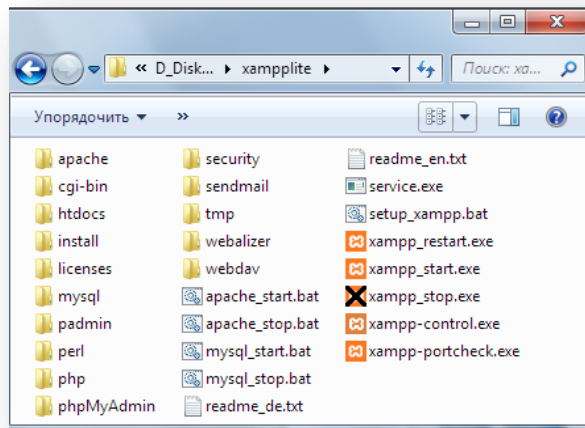 « D_Disk... ▸ xampplite ▸ Поиск: xa...
Упорядочить ▾ »
apache
cgi-bin
htdocs
install
licenses
mysql
padmin
perl
php
phpMyAdmin
security
sendmail
tmp
webalizer
webdav
apache_start.bat
apache_stop.bat
mysql_start.bat
mysql_stop.bat
readme_de.txt
readme_en.txt
service.exe
setup_xampp.bat
xampp_restart.exe
xampp_start.exe
xampp_stop.exe
xampp-control.exe
xampp-portcheck.exe